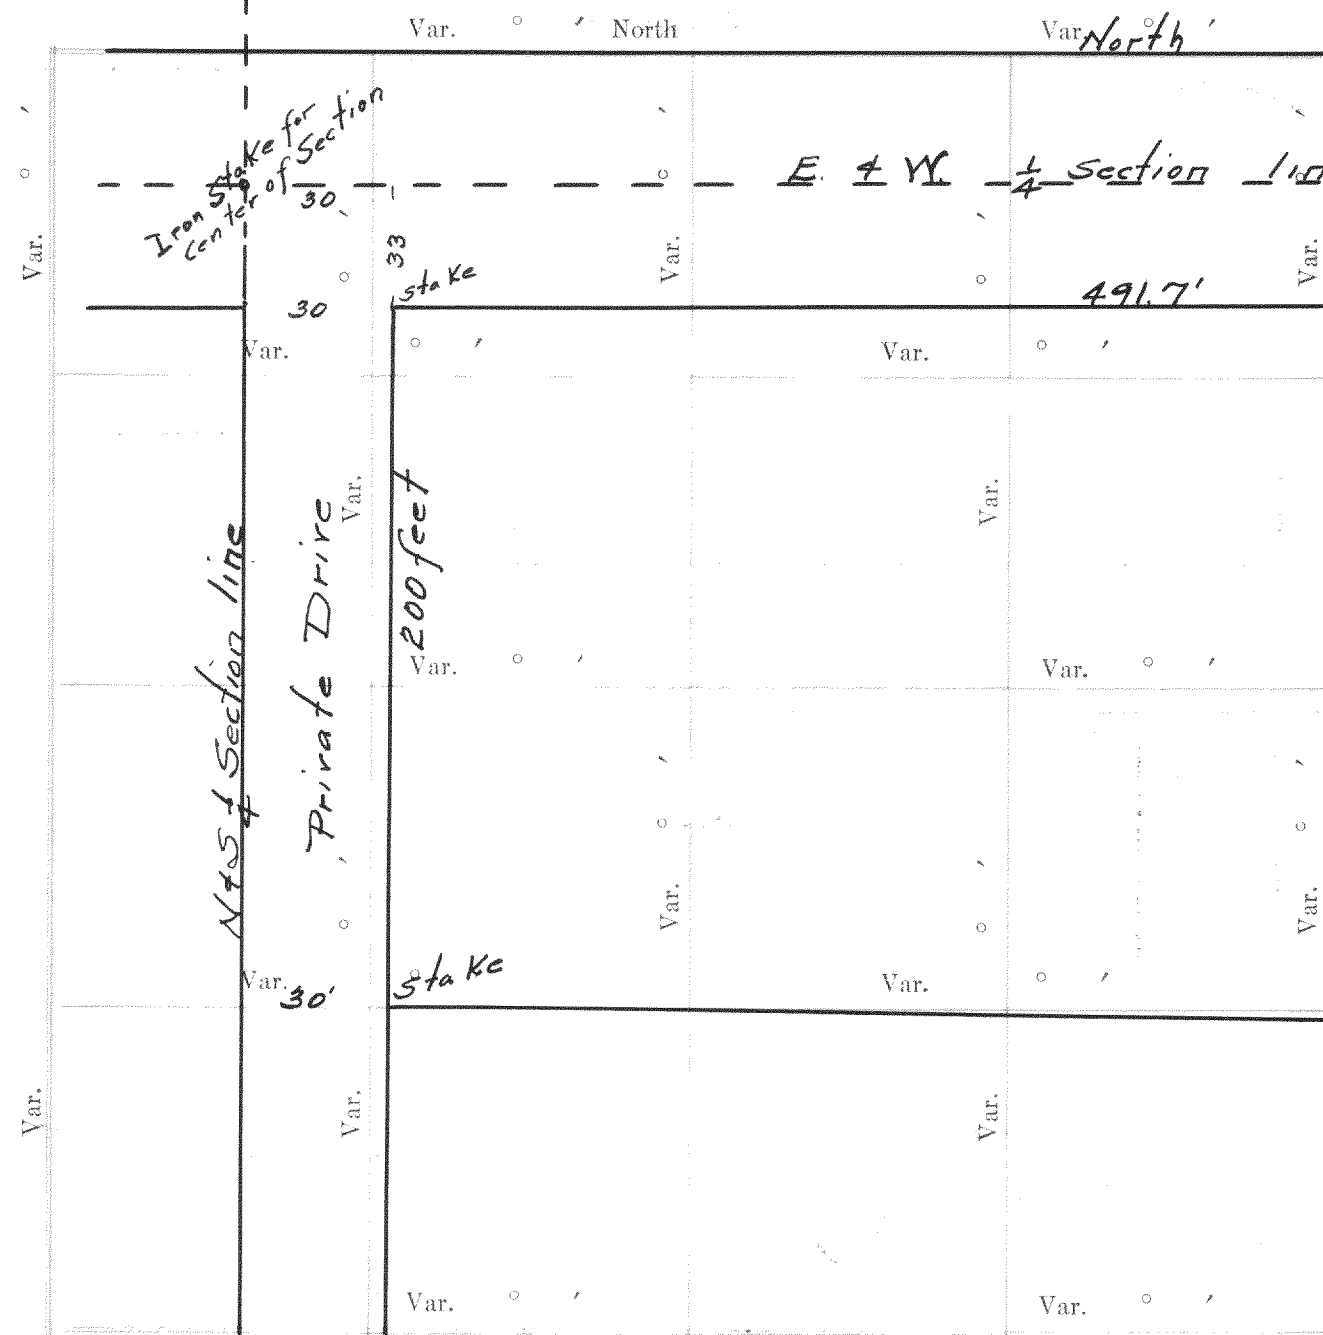 Var. ° ′ North
Var. ° ′
North
Iron Stake for
center of Section
E. & W. 1/4 Section lin
30
33
° ′
Var.
° ′
Var.
° ′
° ′
Var.
stake
30
491.7'
Var. ° ′
Var. ° ′
Var.
Var.
200 feet
Private Drive
N & S 1/4 Section line
Var. ° ′
Var. ° ′
° ′
Var.
° ′
° ′
° ′
Var.
stake
Var. ° 
30'
Var. ° ′
Var.
Var.
Var.
Var. ° ′
Var. ° ′